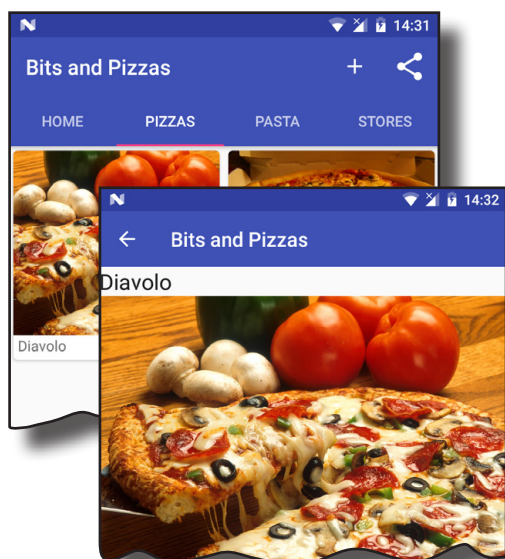 14:31
Bits and Pizzas
HOME PIZZAS PASTA STORES
Diavolo
14:32
Bits and Pizzas
Diavolo